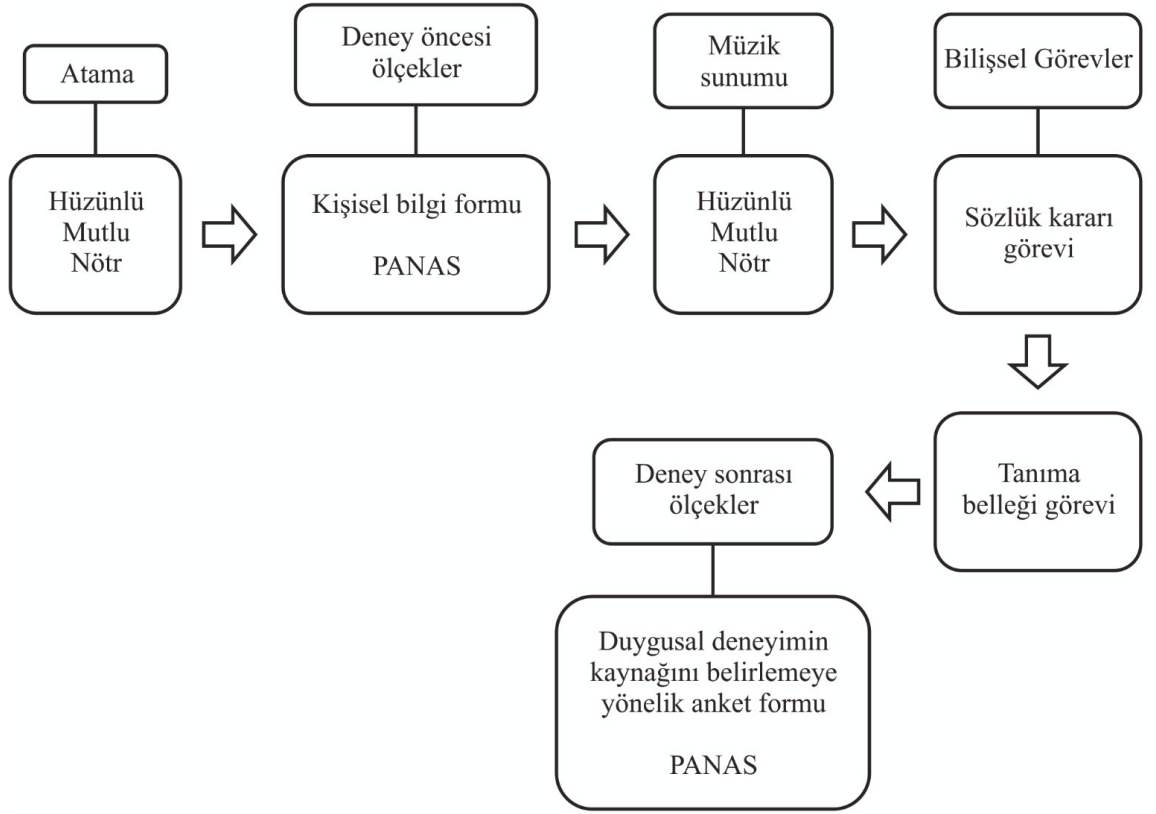 Atama
Hüzünlü
Mutlu
Nötr
Deney öncesi
ölçekler
Kişisel bilgi formu
PANAS
Müzik
sunumu
Hüzünlü
Mutlu
Nötr
Bilişsel Görevler
Sözlük kararı
görevi
Tanıma
belleği görevi
Deney sonrası
ölçekler
Duygusal deneyimin
kaynağını belirlemeye
yönelik anket formu
PANAS